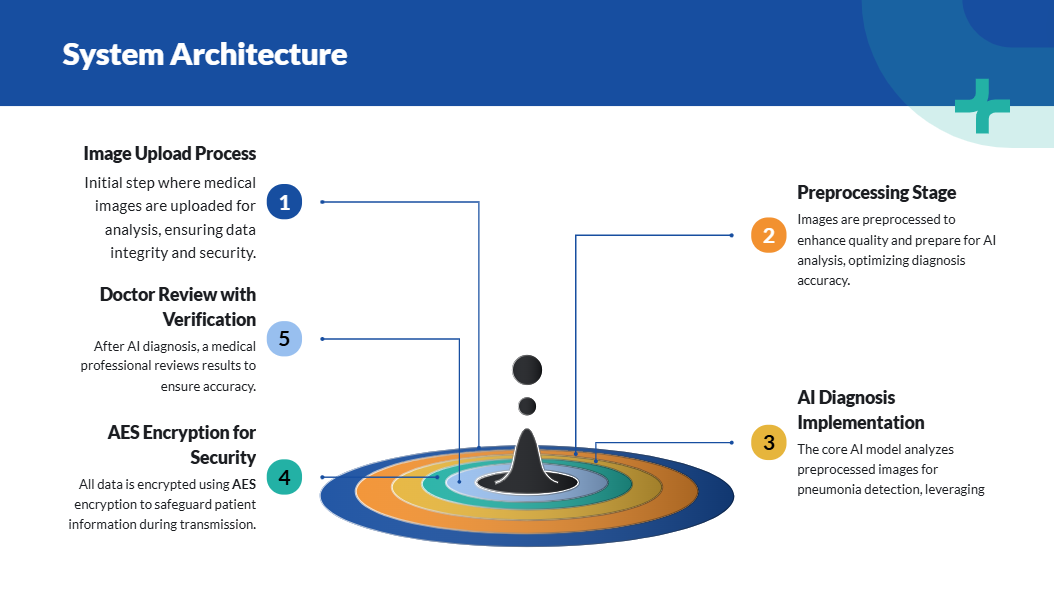 System Architecture
Image Upload Process
Initial step where medical
images are uploaded for
analysis, ensuring data
integrity and security.
1
Preprocessing Stage
Images are preprocessed to
enhance quality and prepare for AI
analysis, optimizing diagnosis
accuracy.
2
AI Diagnosis
Implementation
The core AI model analyzes
preprocessed images for
pneumonia detection, leveraging
3
AES Encryption for
Security
All data is encrypted using AES
encryption to safeguard patient
information during transmission.
4
Doctor Review with
Verification
After AI diagnosis, a medical
professional reviews results to
ensure accuracy.
5